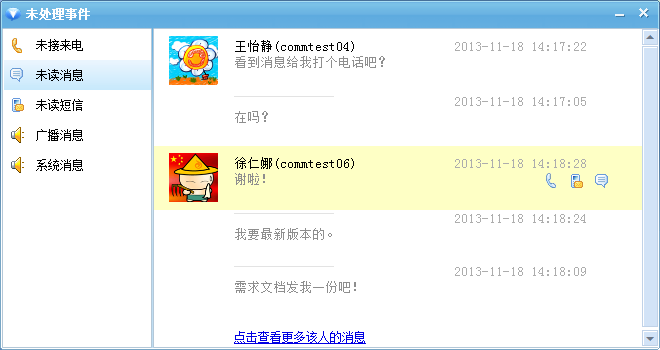 未处理事件
未接来电
未读消息
未读短信
广播消息
系统消息
王怡静(commtest04) 2013-11-18 14:17:22
看到消息给我打个电话吧？
2013-11-18 14:17:05
在吗？
徐仁娜(commtest06) 2013-11-18 14:18:28
谢啦！
2013-11-18 14:18:24
我要最新版本的。
2013-11-18 14:18:09
需求文档发我一份吧！
点击查看更多该人的消息